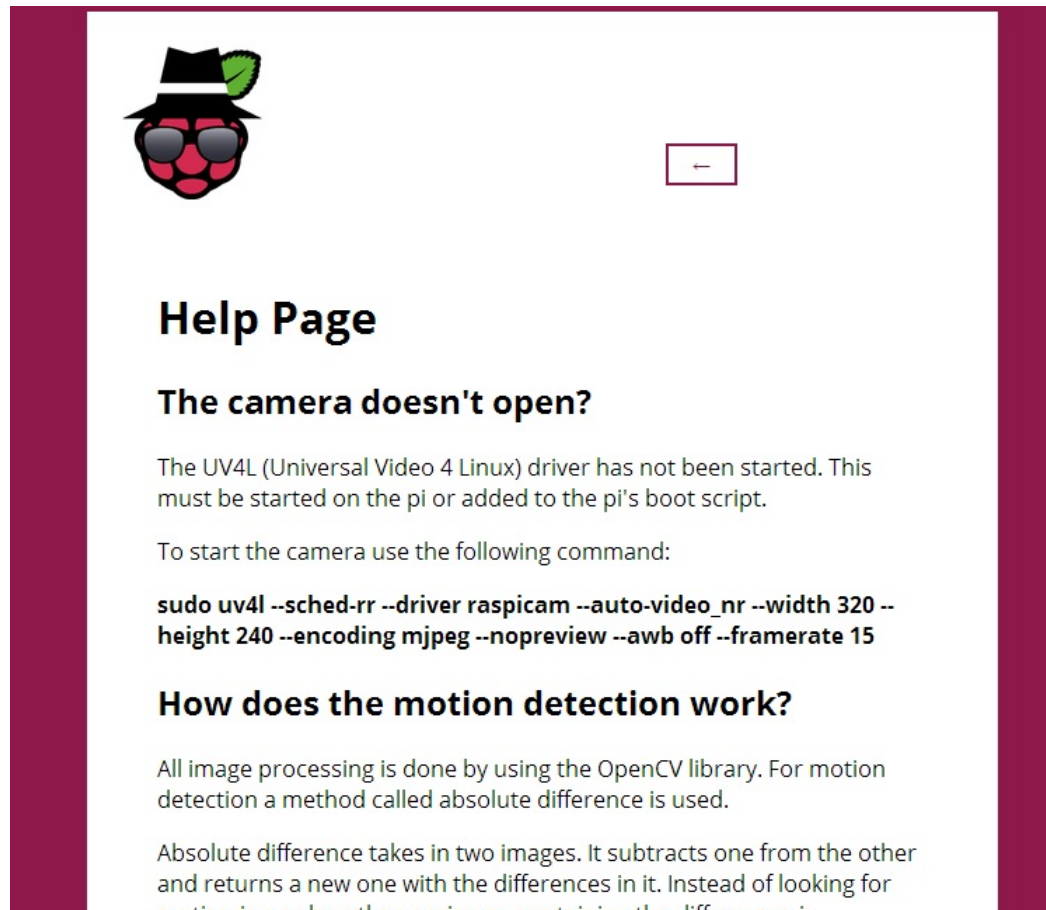 ←
Help Page
The camera doesn't open?
The UV4L (Universal Video 4 Linux) driver has not been started. This
must be started on the pi or added to the pi's boot script.
To start the camera use the following command:
sudo uv4l --sched-rr --driver raspicam --auto-video_nr --width 320 --
height 240 --encoding mjpeg --nopreview --awb off --framerate 15
How does the motion detection work?
All image processing is done by using the OpenCV library. For motion
detection a method called absolute difference is used.
Absolute difference takes in two images. It subtracts one from the other
and returns a new one with the differences in it. Instead of looking for